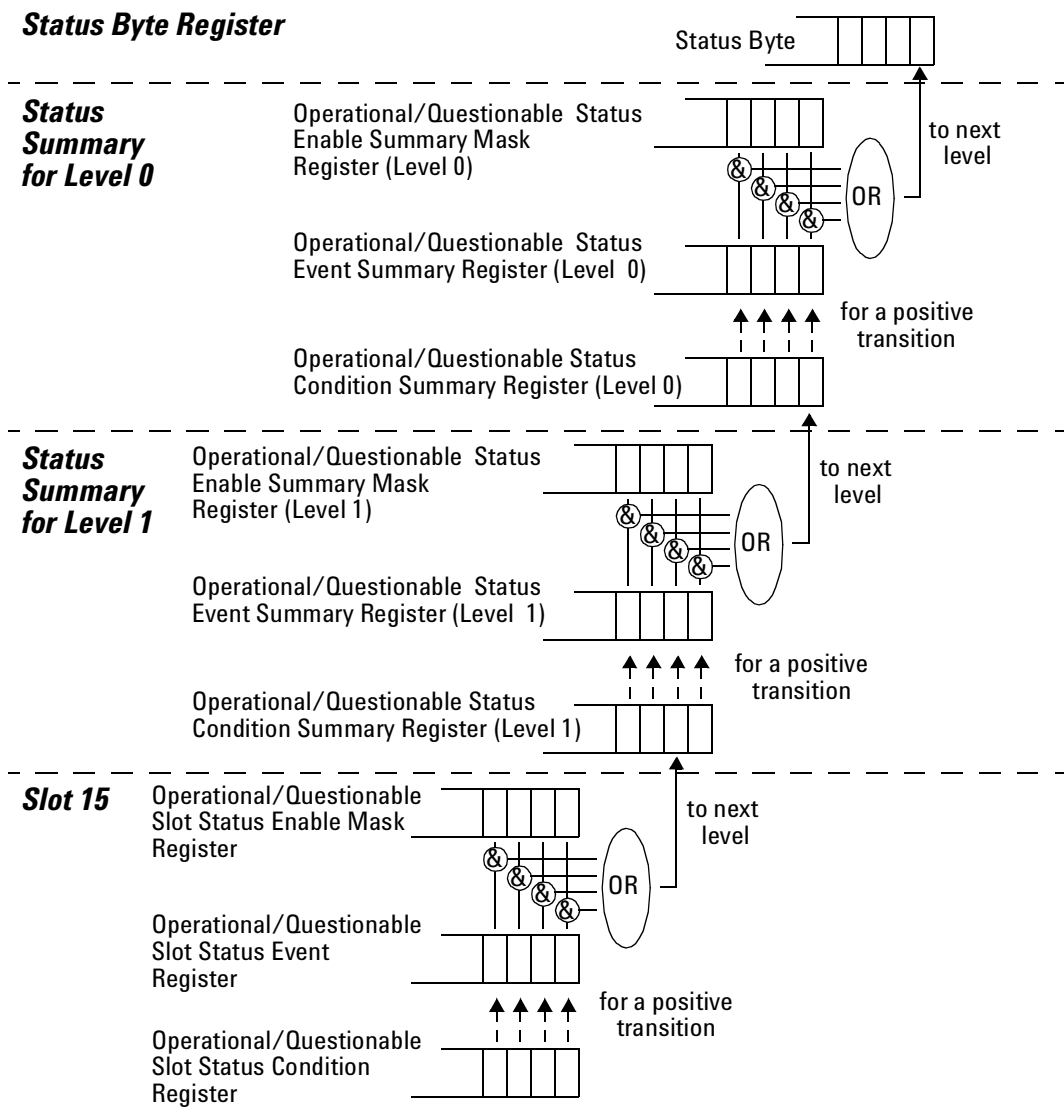 Status Byte Register
Status Byte
Status
Summary
for Level 0
Operational/Questionable Status
Enable Summary Mask
Register (Level 0)
&
&
&
&
OR
to next
level
Operational/Questionable Status
Event Summary Register (Level 0)
for a positive
transition
Operational/Questionable Status
Condition Summary Register (Level 0)
Status
Summary
for Level 1
Operational/Questionable Status
Enable Summary Mask
Register (Level 1)
&
&
&
&
OR
to next
level
Operational/Questionable Status
Event Summary Register (Level 1)
for a positive
transition
Operational/Questionable Status
Condition Summary Register (Level 1)
Slot 15
Operational/Questionable
Slot Status Enable Mask
Register
&
&
&
&
OR
to next
level
Operational/Questionable
Slot Status Event
Register
for a positive
transition
Operational/Questionable
Slot Status Condition
Register